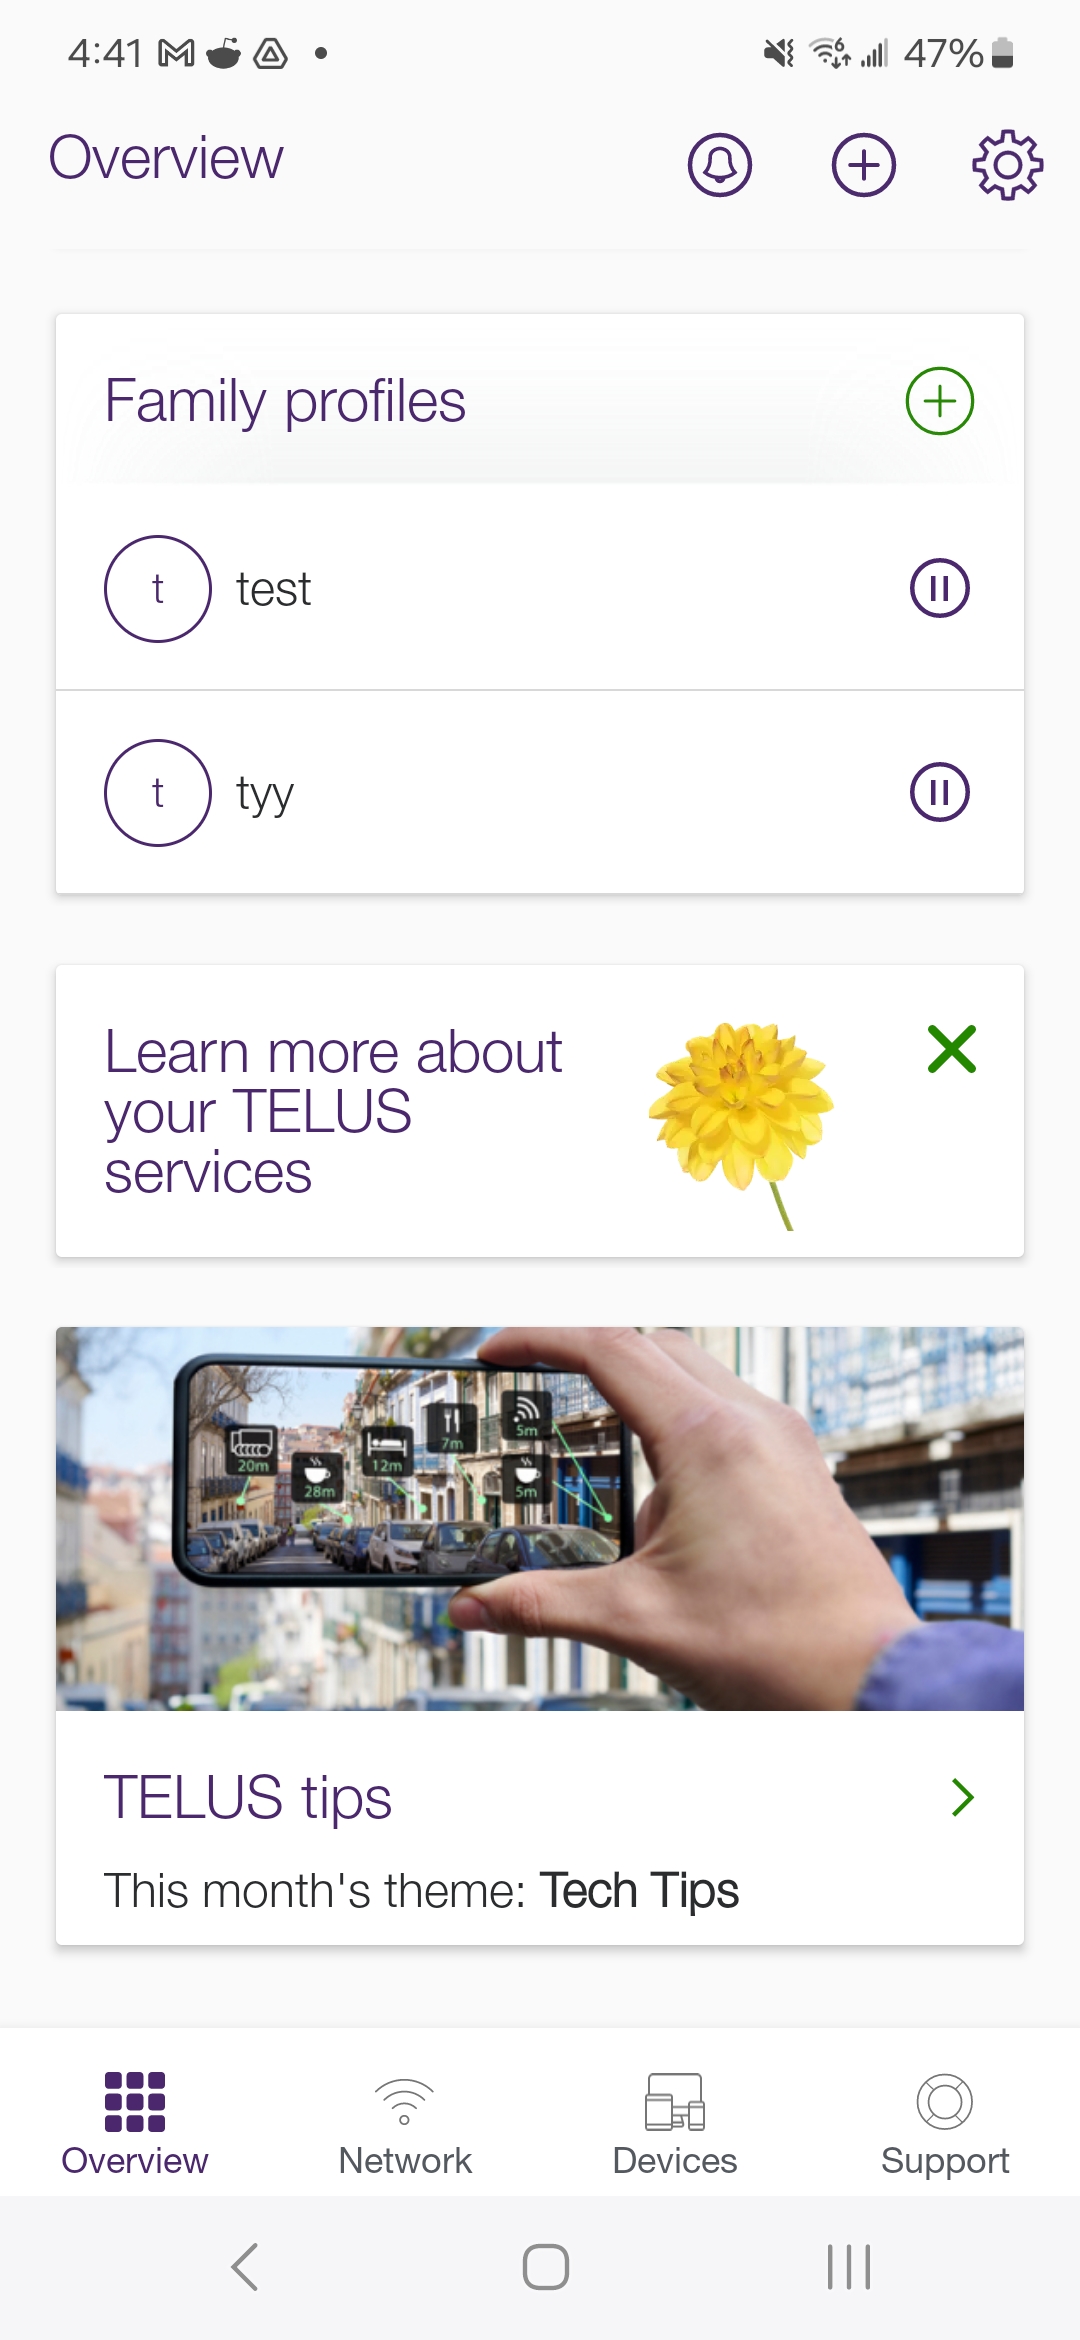 4:41 47%
Overview
Family profiles
t test
t tyy
Learn more about
your TELUS
services
20m
28m
12m
7m
5m
5m
TELUS tips
This month's theme: Tech Tips
Overview Network Devices Support